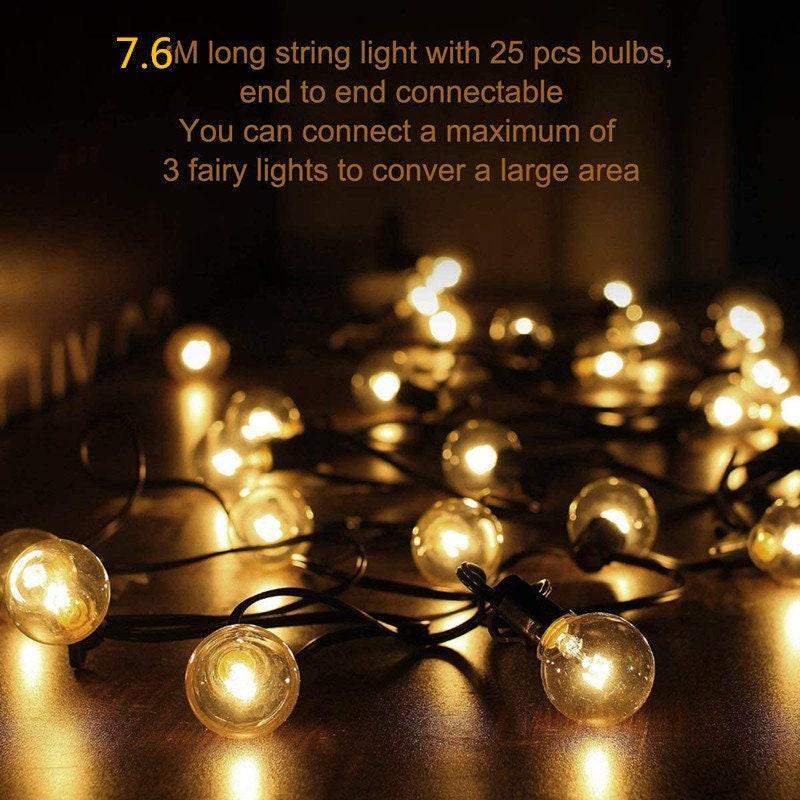 7.6M long string light with 25 pcs bulbs,
end to end connectable
You can connect a maximum of
3 fairy lights to conver a large area